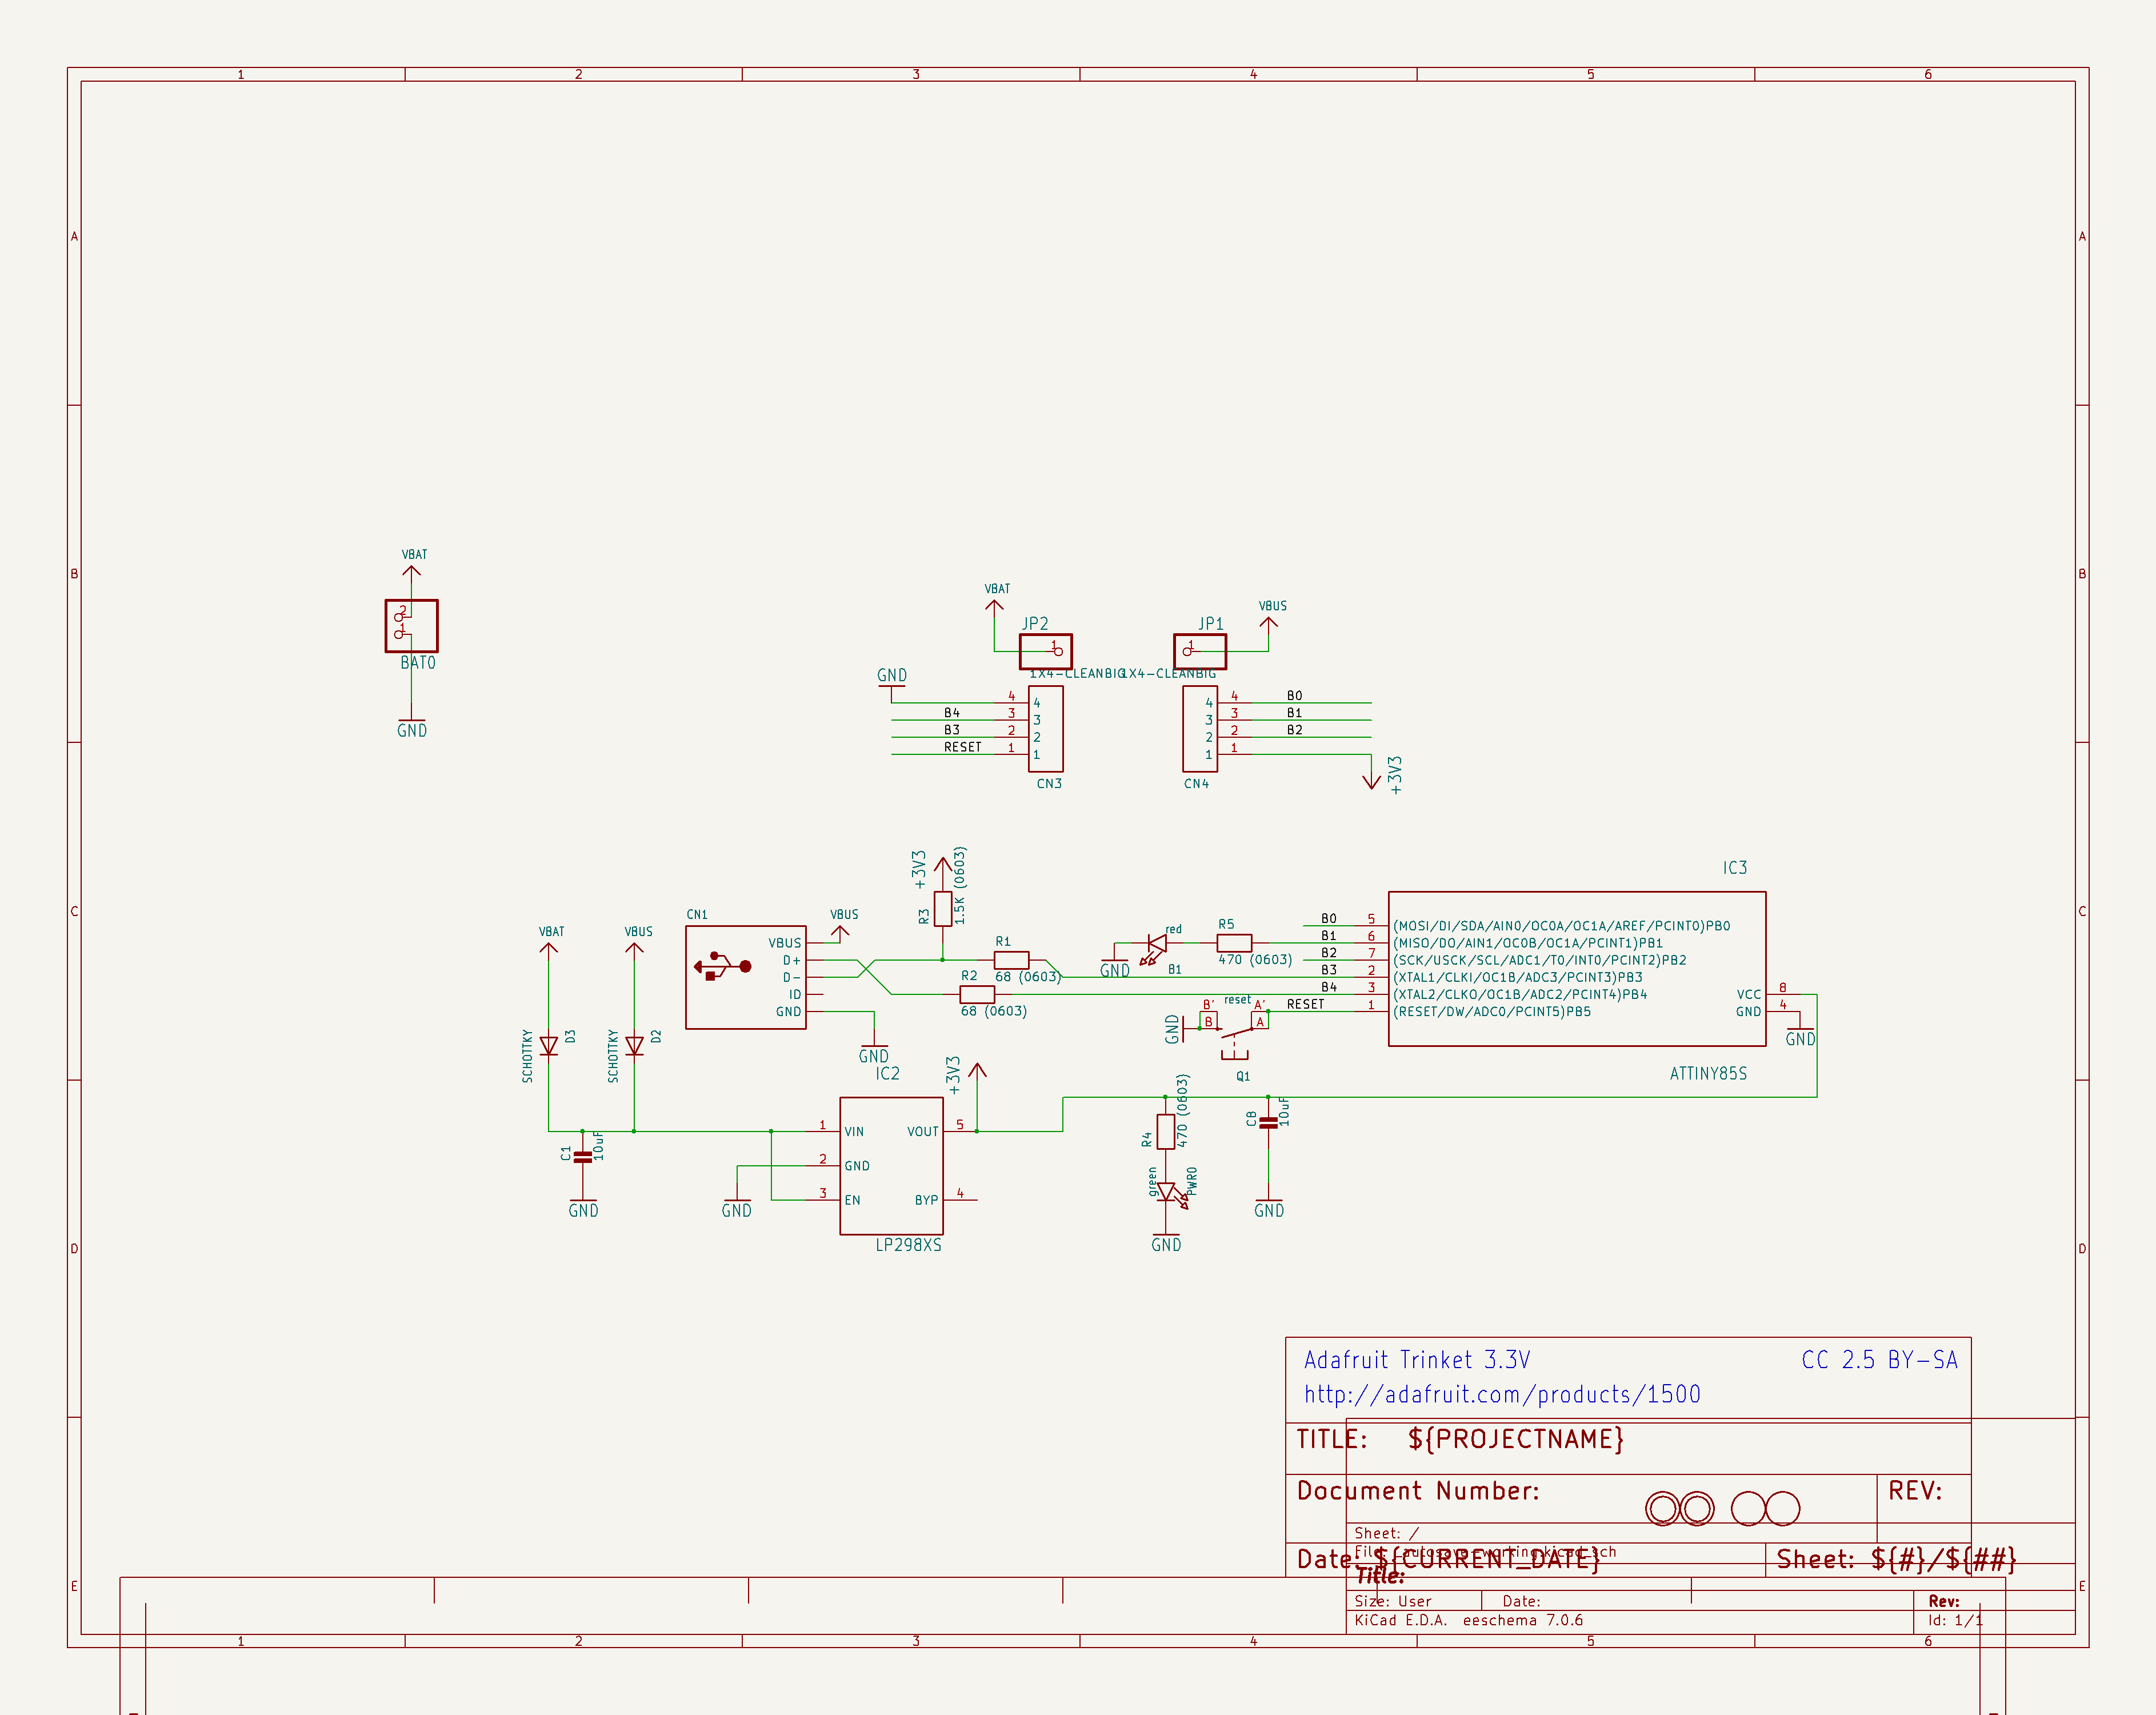 1 2 3 4 5 6
A A
B B
C C
D D
E E
VBAT
2
1
BAT0
GND
VBAT
VBUS
JP2
JP1
1
1
1X4-CLEANBIG
1X4-CLEANBIG
GND
4 4
B4 3 3
B3 2 2
RESET 1 1
CN3
4 4 B0
3 3 B1
2 2 B2
1 1
CN4
+3V3
+3V3
R3
1.5K (0603)
IC3
CN1
VBUS
VBUS
D+
D-
ID
GND
GND
VBAT
VBUS
SCHOTTKY
D3
SCHOTTKY
D2
R1
68 (0603)
R2
68 (0603)
red
B1
GND
R5
470 (0603)
B0 5 (MOSI/DI/SDA/AIN0/OC0A/OC1A/AREF/PCINT0)PB0
B1 6 (MISO/DO/AIN1/OC0B/OC1A/PCINT1)PB1
B2 7 (SCK/USCK/SCL/ADC1/T0/INT0/PCINT2)PB2
B3 2 (XTAL1/CLKI/OC1B/ADC3/PCINT3)PB3
B4 3 (XTAL2/CLKO/OC1B/ADC2/PCINT4)PB4
RESET 1 (RESET/DW/ADC0/PCINT5)PB5
VCC 8
GND 4
GND
ATTINY85S
reset
B' A'
B A
GND
Q1
IC2
+3V3
1 VIN
2 GND
3 EN
VOUT 5
BYP 4
LP298XS
C1
10uF
GND
GND
R4
470 (0603)
green
PWR0
GND
C8
10uF
GND
Adafruit Trinket 3.3V CC 2.5 BY-SA
http://adafruit.com/products/1500
TITLE: ${PROJECTNAME}
Document Number: REV:
Sheet: /
File: _autosave-working.kicad_sch
Date: ${CURRENT_DATE} Sheet: ${#}/${##}
Title:
Size: User Date: Rev:
KiCad E.D.A. eeschema 7.0.6 Id: 1/1
1 2 3 4 5 6